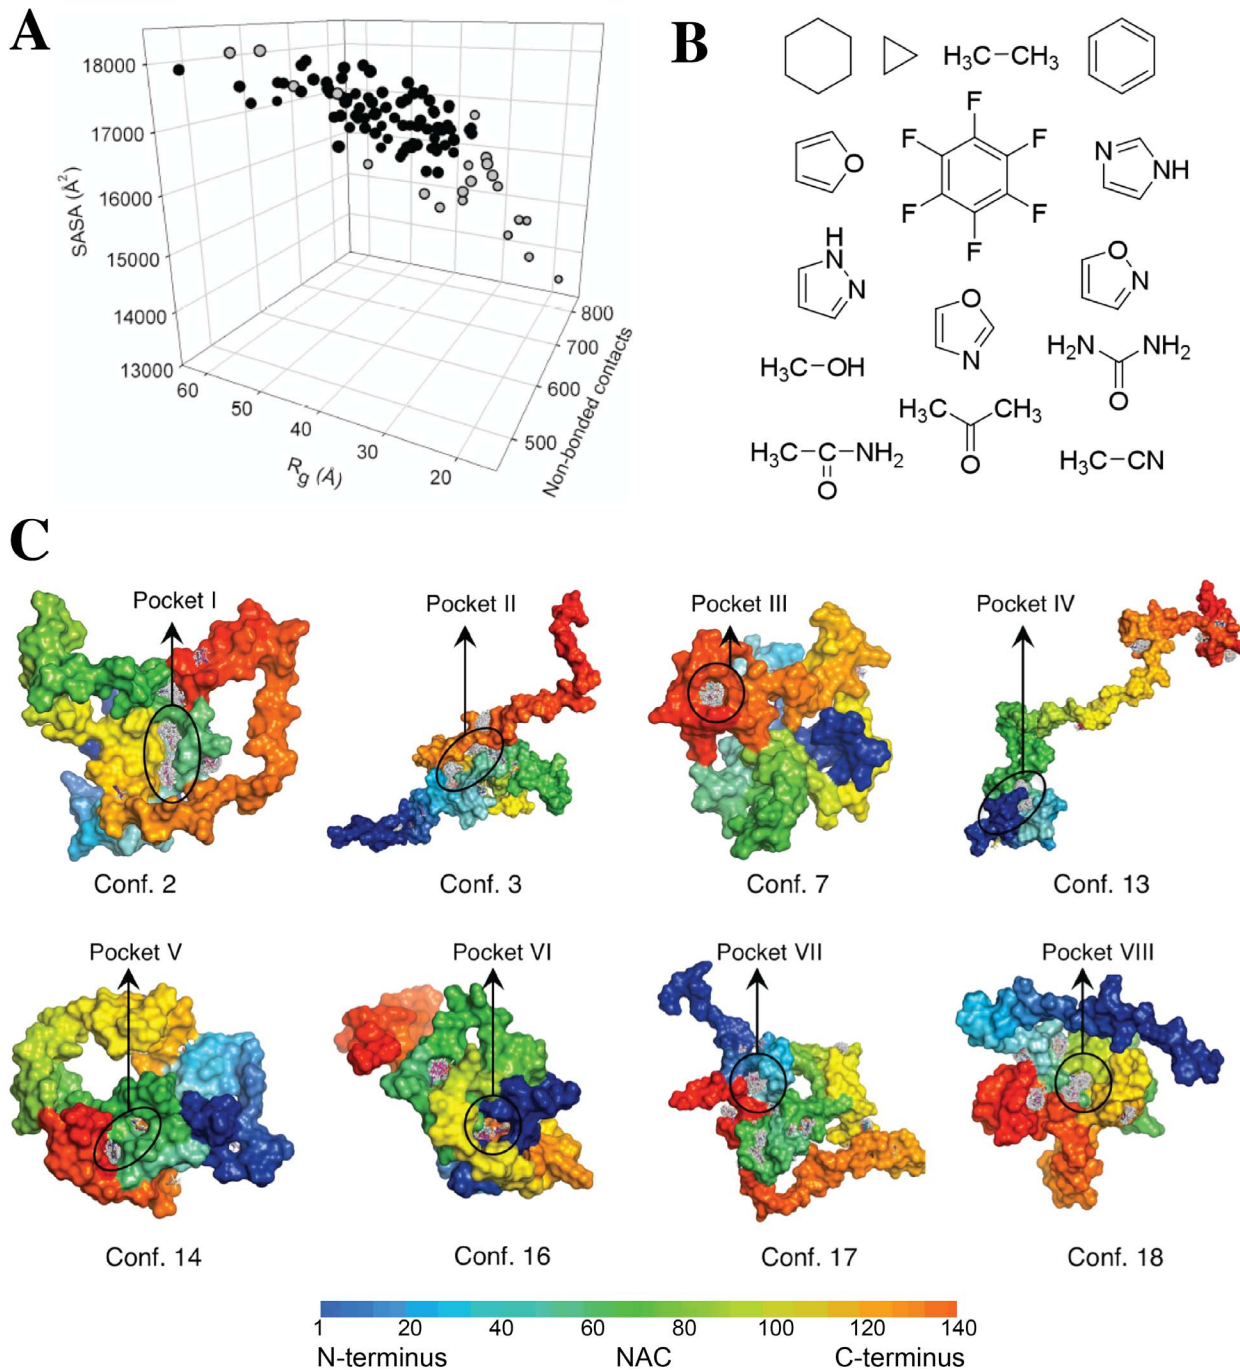 A
18000
17000
16000
15000
14000
13000
SASA (Å²)
60
50
40
30
20
R_g (Å)
800
700
600
500
Non-bonded contacts
B
H₃C−CH₃
O
F
F
F
F
F
F
N
NH
H
N
N
O
N
O
N
H₃C−OH
H₂N
NH₂
O
H₃C
CH₃
O
H₃C−C−NH₂
O
H₃C−CN
C
Pocket I
Pocket II
Pocket III
Pocket IV
Conf. 2
Conf. 3
Conf. 7
Conf. 13
Pocket V
Pocket VI
Pocket VII
Pocket VIII
Conf. 14
Conf. 16
Conf. 17
Conf. 18
1 20 40 60 80 100 120 140
N-terminus NAC C-terminus